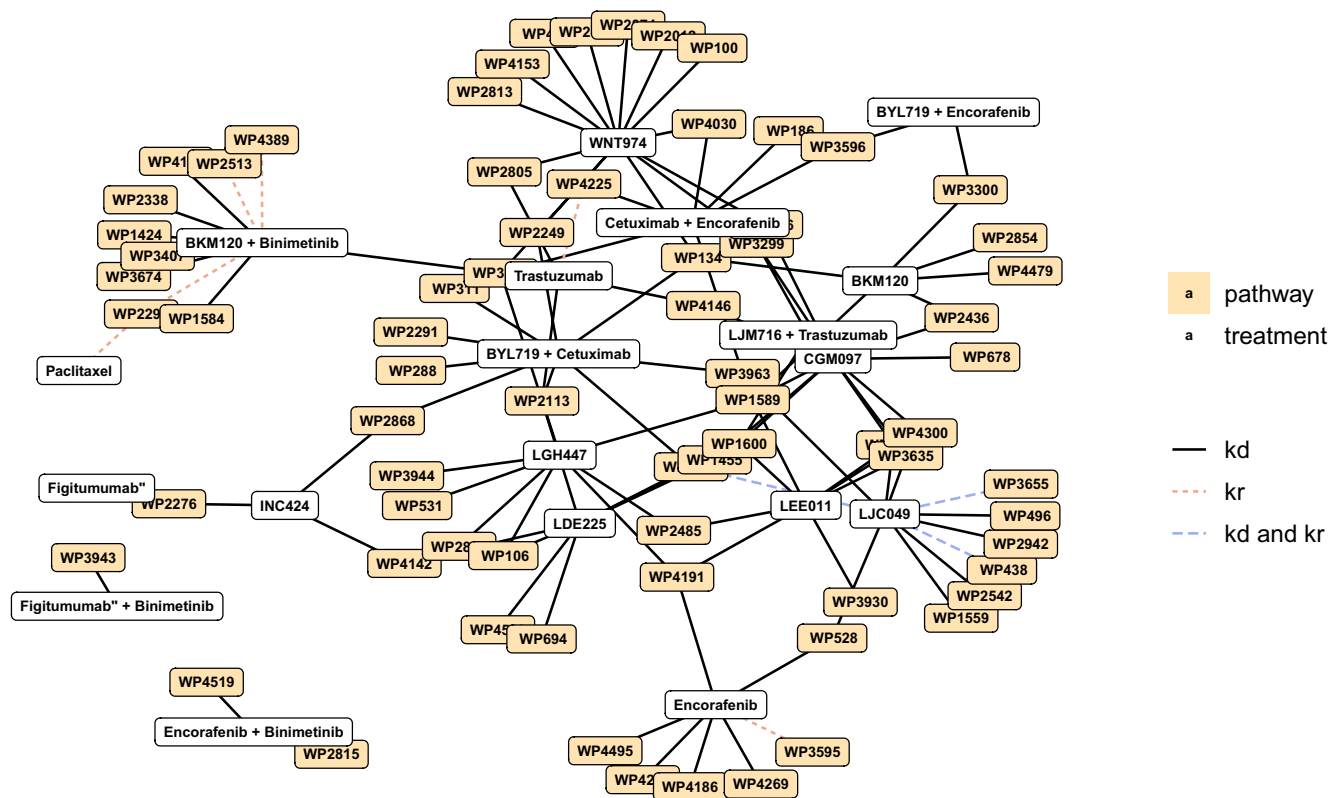 WP2013
WP100
WP4153
WP2813
BYL719 + Encorafenib
WP4030
WP186
WP3596
WNT974
WP4389
WP2513
WP2805
WP4225
WP3300
WP2338
Cetuximab + Encorafenib
WP1424
BKM120 + Binimetinib
WP2249
WP3299
WP2854
WP3407
WP134
WP3674
Trastuzumab
WP4479
BKM120
WP311
WP4146
WP1584
WP2436
WP2291
LJM716 + Trastuzumab
BYL719 + Cetuximab
CGM097
WP678
Paclitaxel
WP288
WP3963
WP2113
WP1589
WP2868
WP4300
WP1600
WP3635
LGH447
WP1455
WP3944
Figitumumab"
WP2276
INC424
WP531
LEE011
LJC049
WP3655
WP496
LDE225
WP2485
WP2942
WP106
WP4142
WP3943
WP4191
WP438
WP2542
Figitumumab" + Binimetinib
WP3930
WP1559
WP694
WP528
WP4519
Encorafenib
Encorafenib + Binimetinib
WP2815
WP4495
WP3595
WP4186
WP4269
a pathway
a treatment
kd
kr
kd and kr